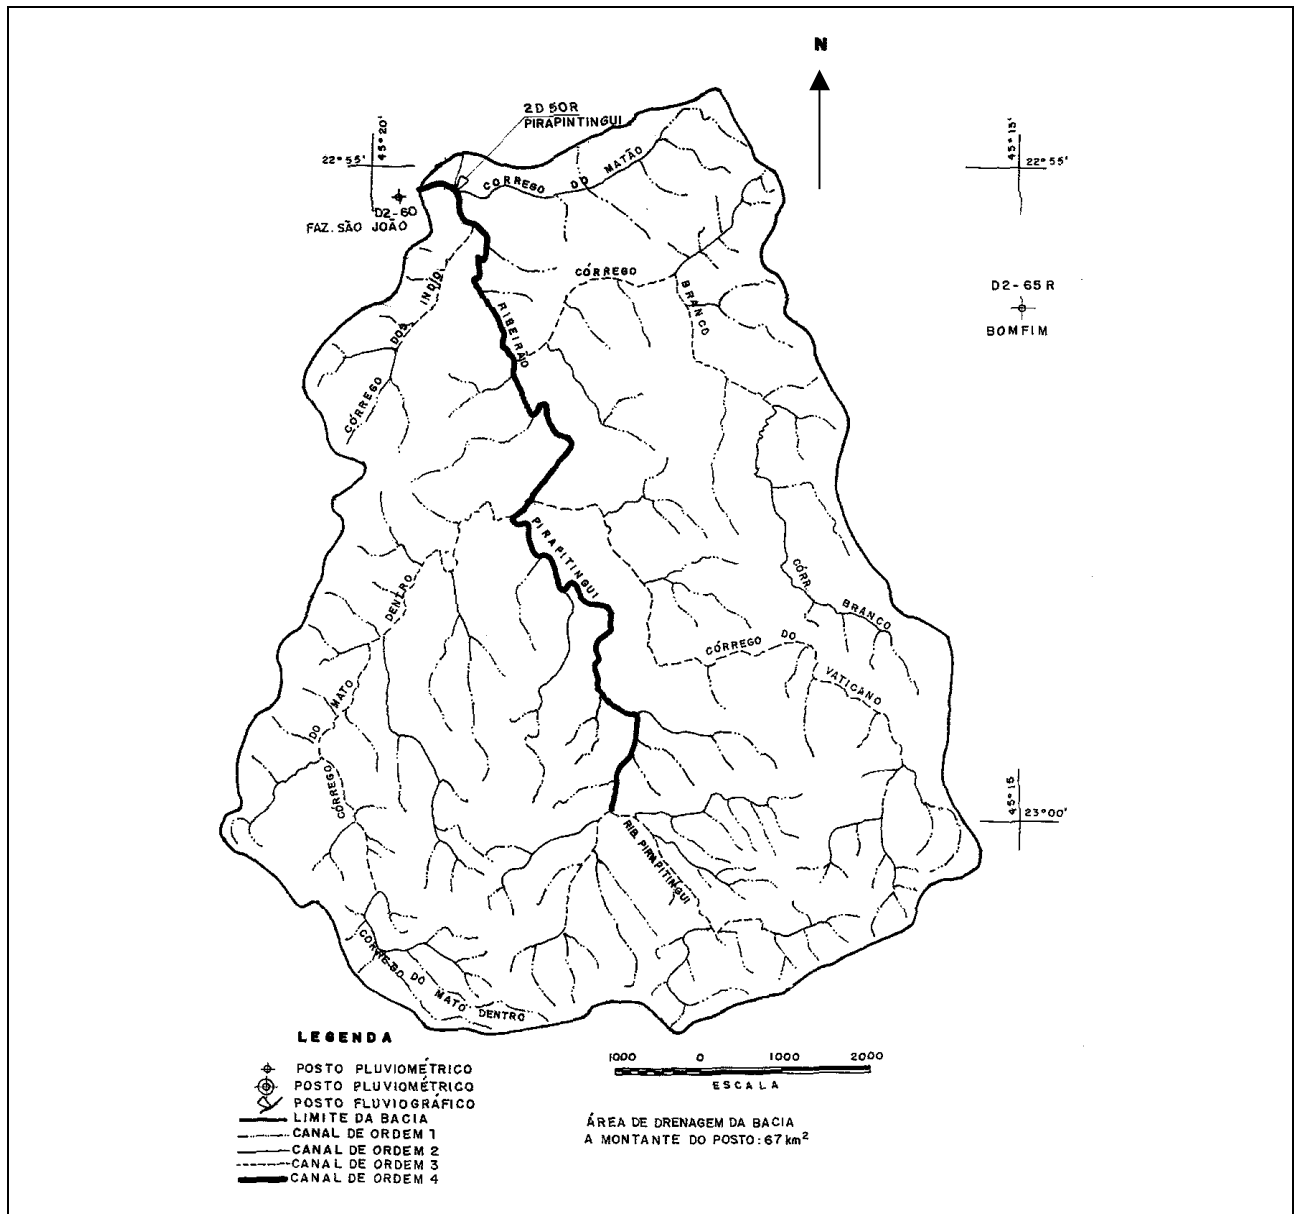 N
2D 50R
PIRAPINTINGUI
45° 20'
22° 55'
45° 15'
22° 55'
D2-60
FAZ. SÃO JOÃO
CÓRREGO DO MATÃO
CÓRREGO DOS INDIO
CÓRREGO
BRANCO
D2-65 R
BOMFIM
RIBEIRÃO
PIRAPITINGUI
CÓRR. BRANCO
CÓRREGO DO VATICANO
CÓRREGO DO MATO DENTRO
45° 15
23° 00'
RIB. PIRAPITINGUI
CORREGO DO MATO DENTRO
LEGENDA
POSTO PLUVIOMÉTRICO
POSTO PLUVIOMÉTRICO
POSTO FLUVIOGRÁFICO
LIMITE DA BACIA
CANAL DE ORDEM 1
CANAL DE ORDEM 2
CANAL DE ORDEM 3
CANAL DE ORDEM 4
1000 0 1000 2000
ESCALA
ÁREA DE DRENAGEM DA BACIA
A MONTANTE DO POSTO: 67 km²